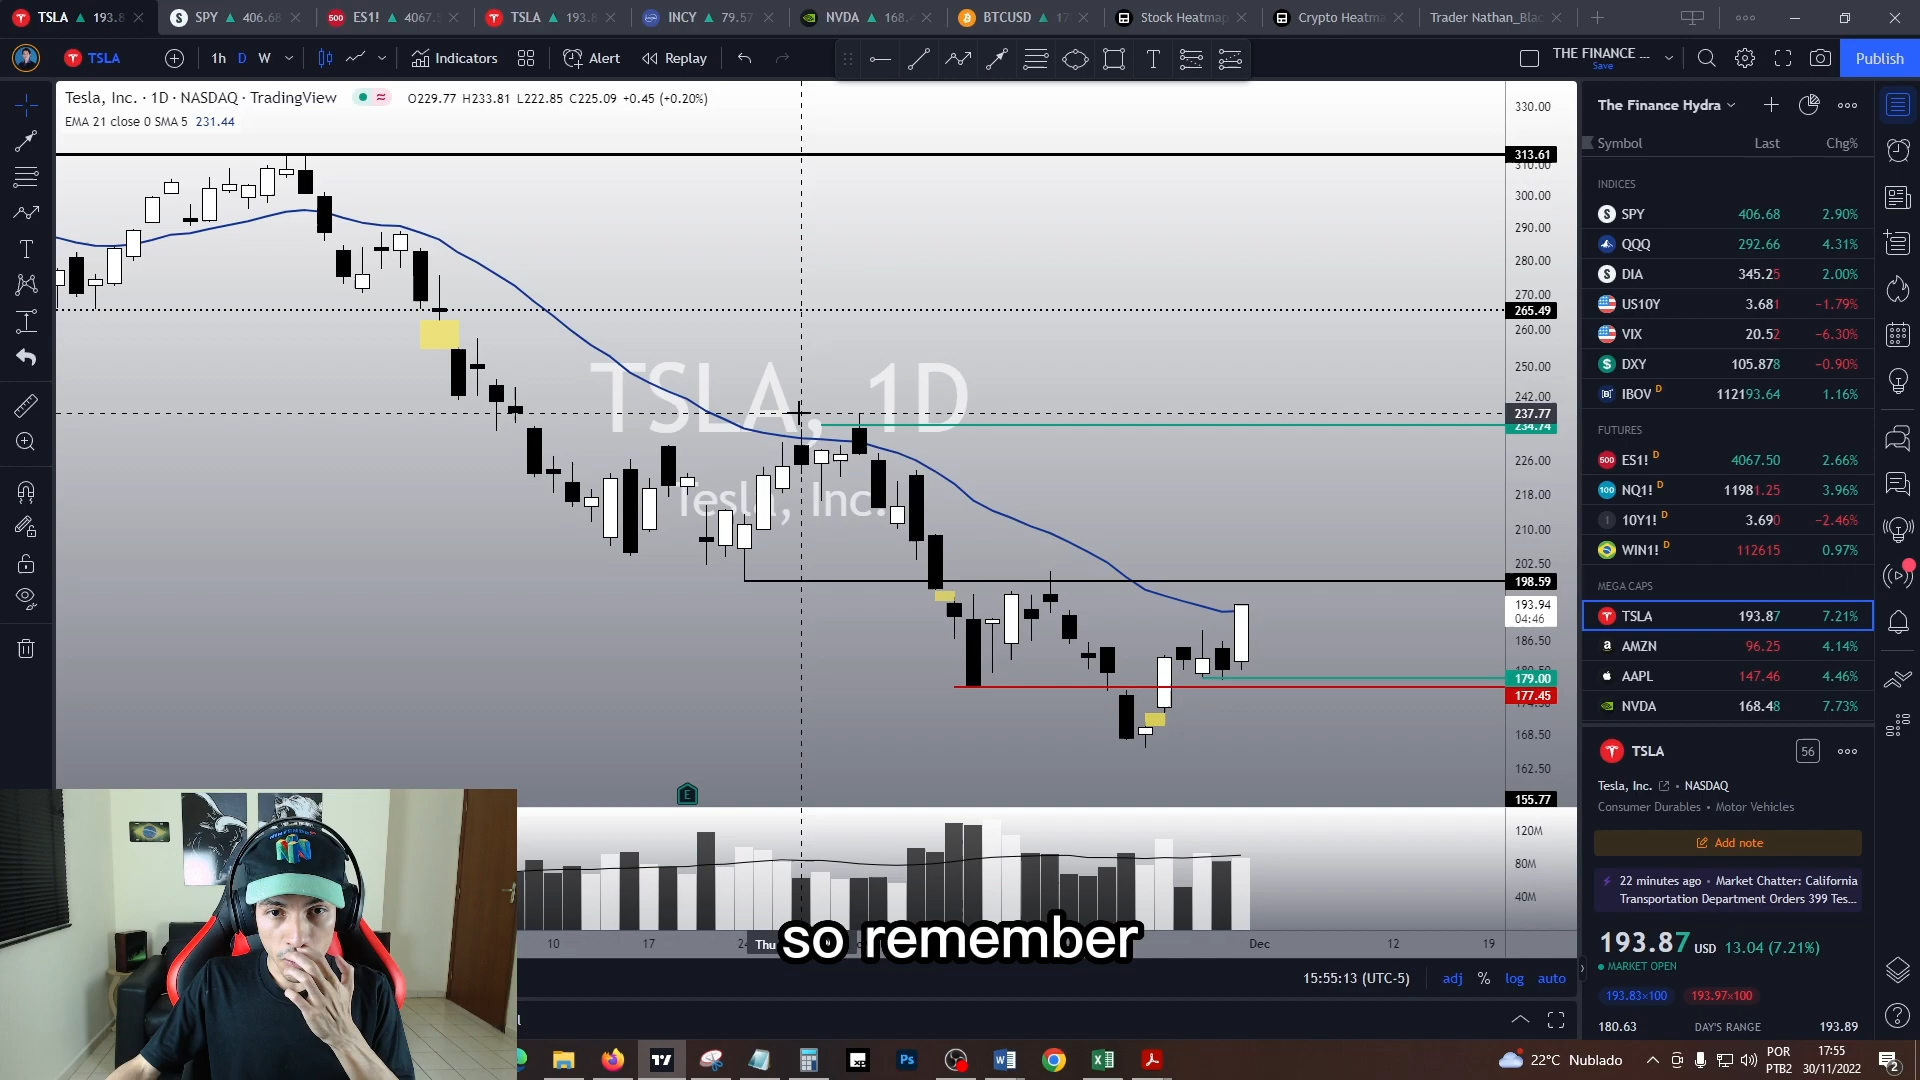 TSLA ▲ 193.8
SPY ▲ 406.68
ES1! ▲ 4067.5
TSLA ▲ 193.8
INCY ▲ 79.57
NVDA ▲ 168.4
BTCUSD ▲ 17
Stock Heatmap
Crypto Heatma
Trader Nathan_Bla
TSLA
1h D W
Indicators
Alert
Replay
THE FINANCE ...
Save
Publish
Tesla, Inc. · 1D · NASDAQ · TradingView
O229.77 H233.81 L222.85 C225.09 +0.45 (+0.20%)
EMA 21 close 0 SMA 5 231.44
TSLA, 1D
Tesla, Inc.
330.00
313.61
310.00
300.00
290.00
280.00
270.00
265.49
260.00
250.00
242.00
237.77
234.74
226.00
218.00
210.00
202.50
198.59
193.94
04:46
186.50
180.50
179.00
177.45
174.50
168.50
162.50
155.77
120M
80M
40M
E
10
17
24
Thu
Dec
12
19
so remember
15:55:13 (UTC-5)
adj % log auto
The Finance Hydra
Symbol Last Chg%
INDICES
SPY 406.68 2.90%
QQQ 292.66 4.31%
DIA 345.25 2.00%
US10Y 3.681 −1.79%
VIX 20.52 −6.30%
DXY 105.878 −0.90%
IBOV D 112193.64 1.16%
FUTURES
ES1! D 4067.50 2.66%
NQ1! D 11981.25 3.96%
10Y1! D 3.690 −2.46%
WIN1! D 112615 0.97%
MEGA CAPS
TSLA 193.87 7.21%
AMZN 96.25 4.14%
AAPL 147.46 4.46%
NVDA 168.48 7.73%
TSLA
56
Tesla, Inc. • NASDAQ
Consumer Durables • Motor Vehicles
Add note
22 minutes ago • Market Chatter: California
Transportation Department Orders 399 Tes...
193.87 USD 13.04 (7.21%)
MARKET OPEN
193.83×100 193.97×100
180.63 DAY'S RANGE 193.89
22°C Nublado
POR
PTB2
17:55
30/11/2022
2